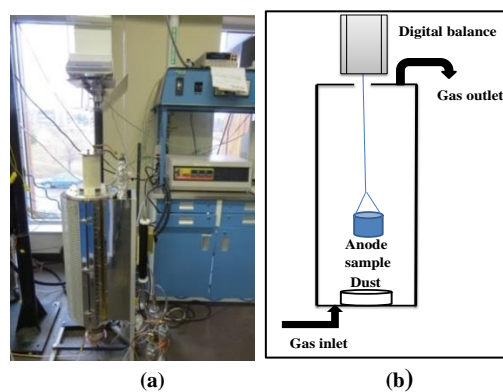 Digital balance
Gas outlet
Anode
sample
Dust
Gas inlet
(a)
(b)